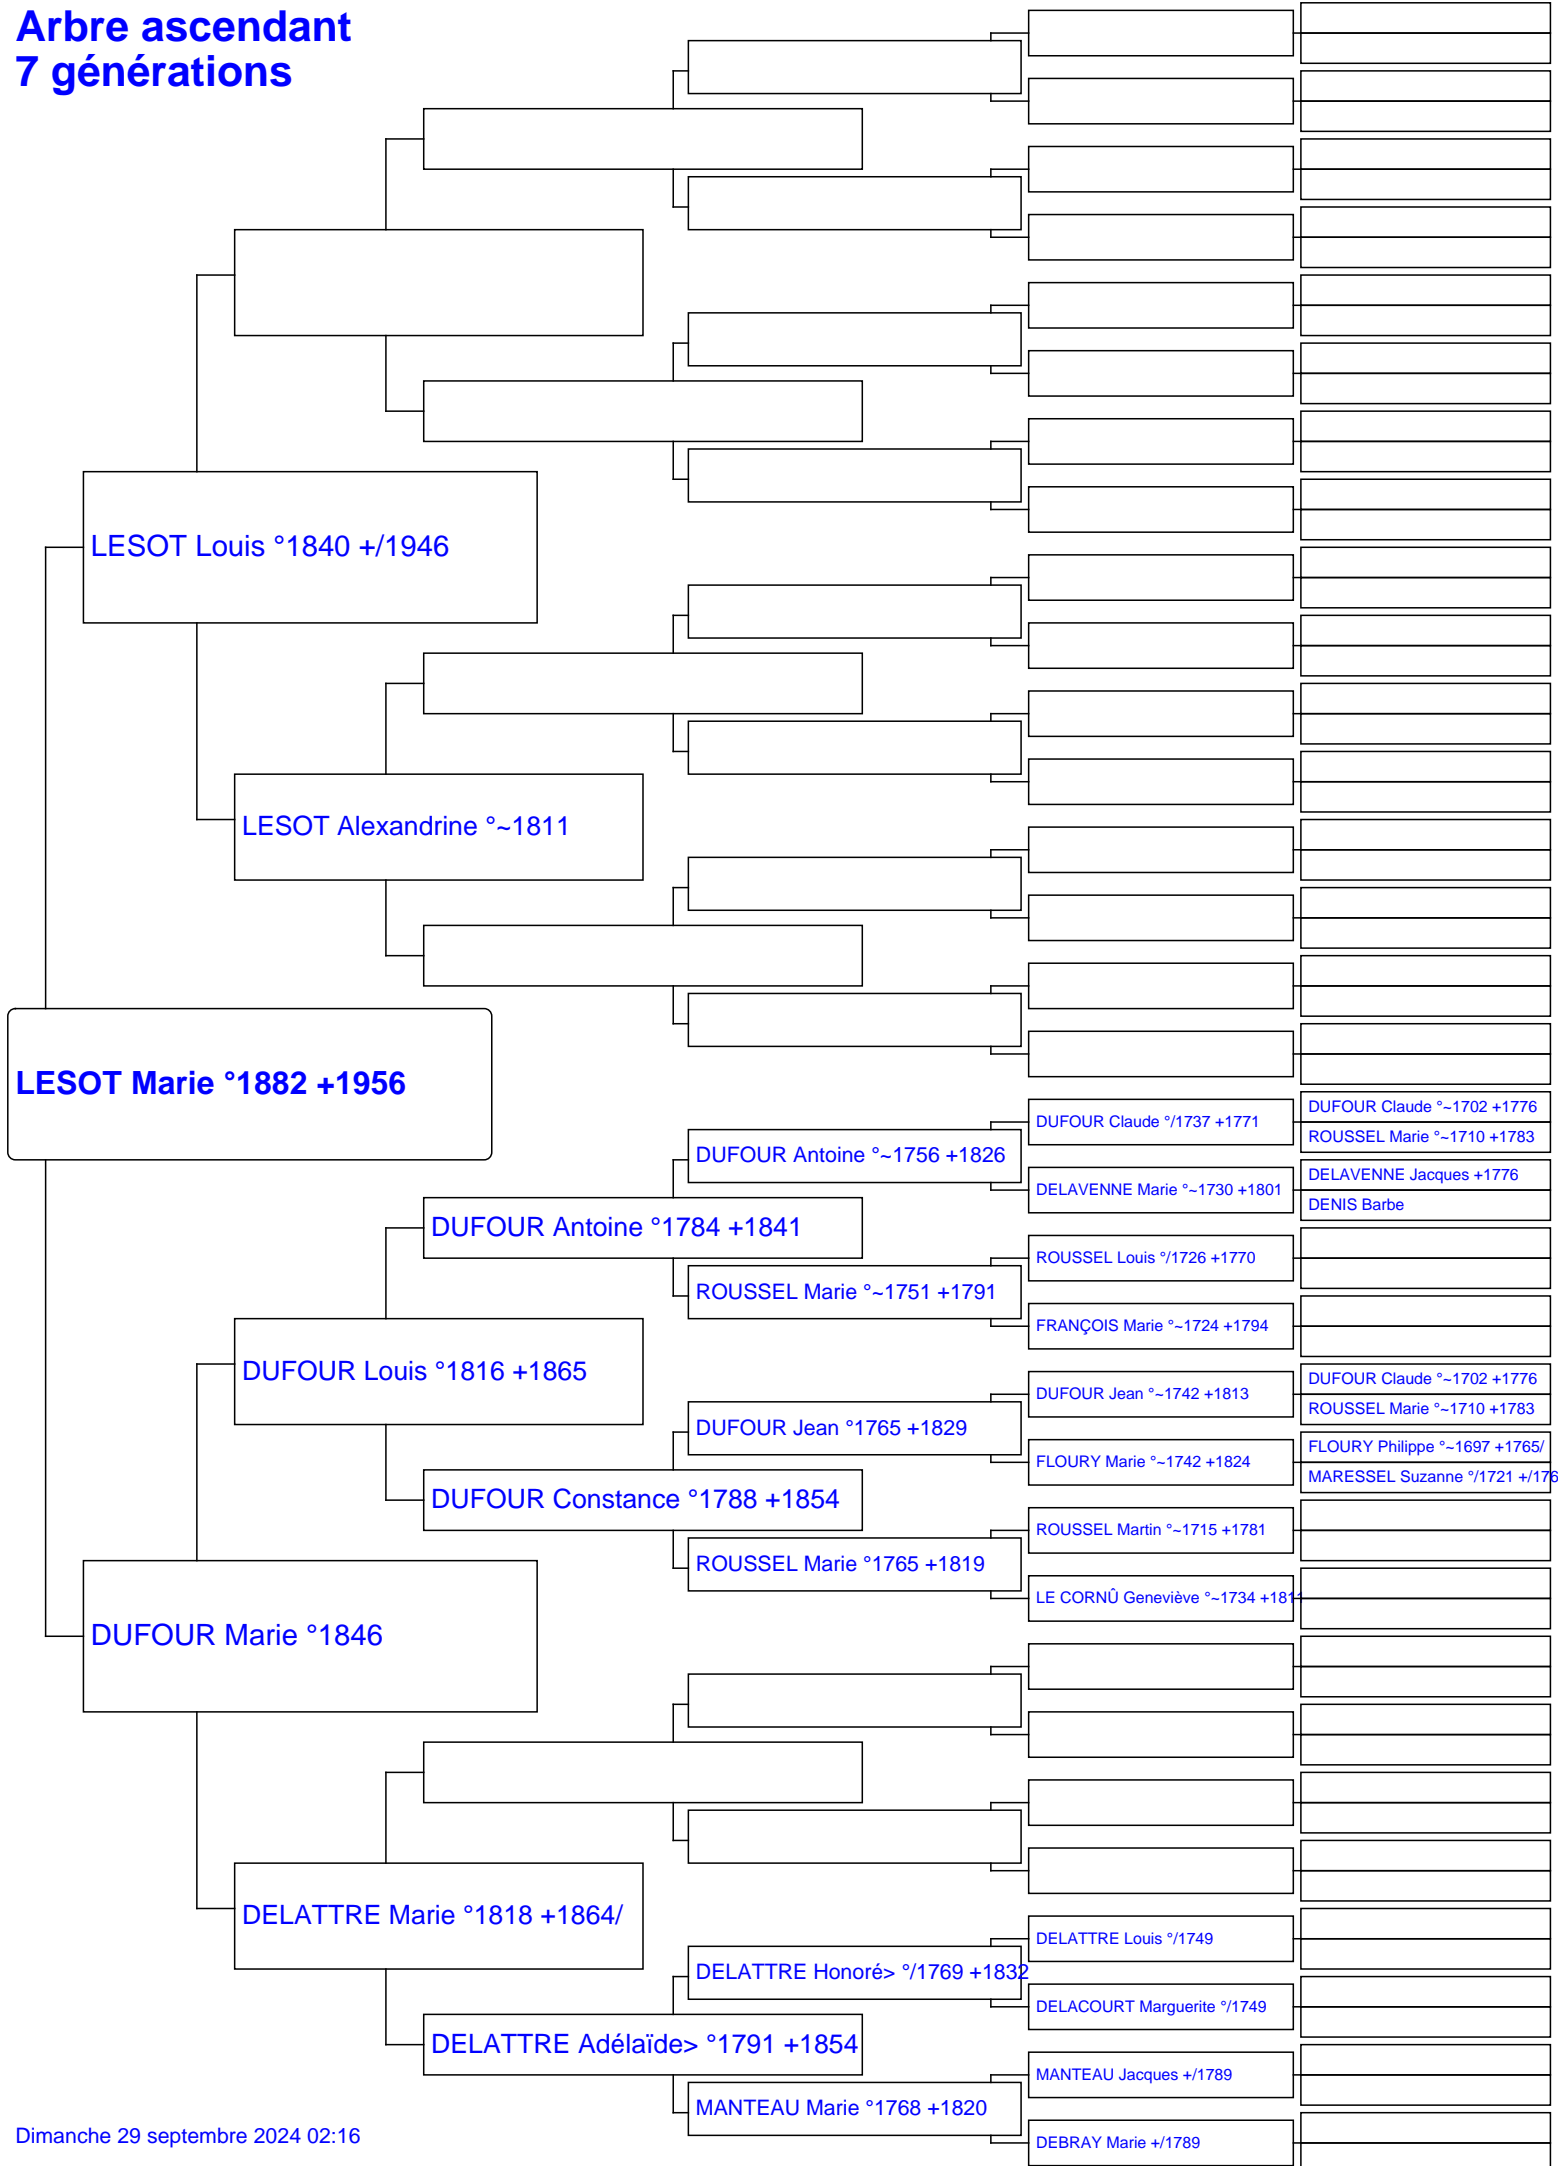 Arbre ascendant
7 générations
LESOT Louis °1840 +/1946
LESOT Alexandrine °~1811
LESOT Marie °1882 +1956
DUFOUR Claude °~1702 +1776
DUFOUR Claude °/1737 +1771
ROUSSEL Marie °~1710 +1783
DUFOUR Antoine °~1756 +1826
DELAVENNE Jacques +1776
DELAVENNE Marie °~1730 +1801
DENIS Barbe
DUFOUR Antoine °1784 +1841
ROUSSEL Louis °/1726 +1770
ROUSSEL Marie °~1751 +1791
FRANÇOIS Marie °~1724 +1794
DUFOUR Louis °1816 +1865
DUFOUR Claude °~1702 +1776
DUFOUR Jean °~1742 +1813
ROUSSEL Marie °~1710 +1783
DUFOUR Jean °1765 +1829
FLOURY Philippe °~1697 +1765/
FLOURY Marie °~1742 +1824
MARESSEL Suzanne °/1721 +/176
DUFOUR Constance °1788 +1854
ROUSSEL Martin °~1715 +1781
ROUSSEL Marie °1765 +1819
LE CORNÛ Geneviève °~1734 +1811
DUFOUR Marie °1846
DELATTRE Marie °1818 +1864/
DELATTRE Louis °/1749
DELATTRE Honoré> °/1769 +1832
DELACOURT Marguerite °/1749
DELATTRE Adélaïde> °1791 +1854
MANTEAU Jacques +/1789
MANTEAU Marie °1768 +1820
DEBRAY Marie +/1789
Dimanche 29 septembre 2024 02:16